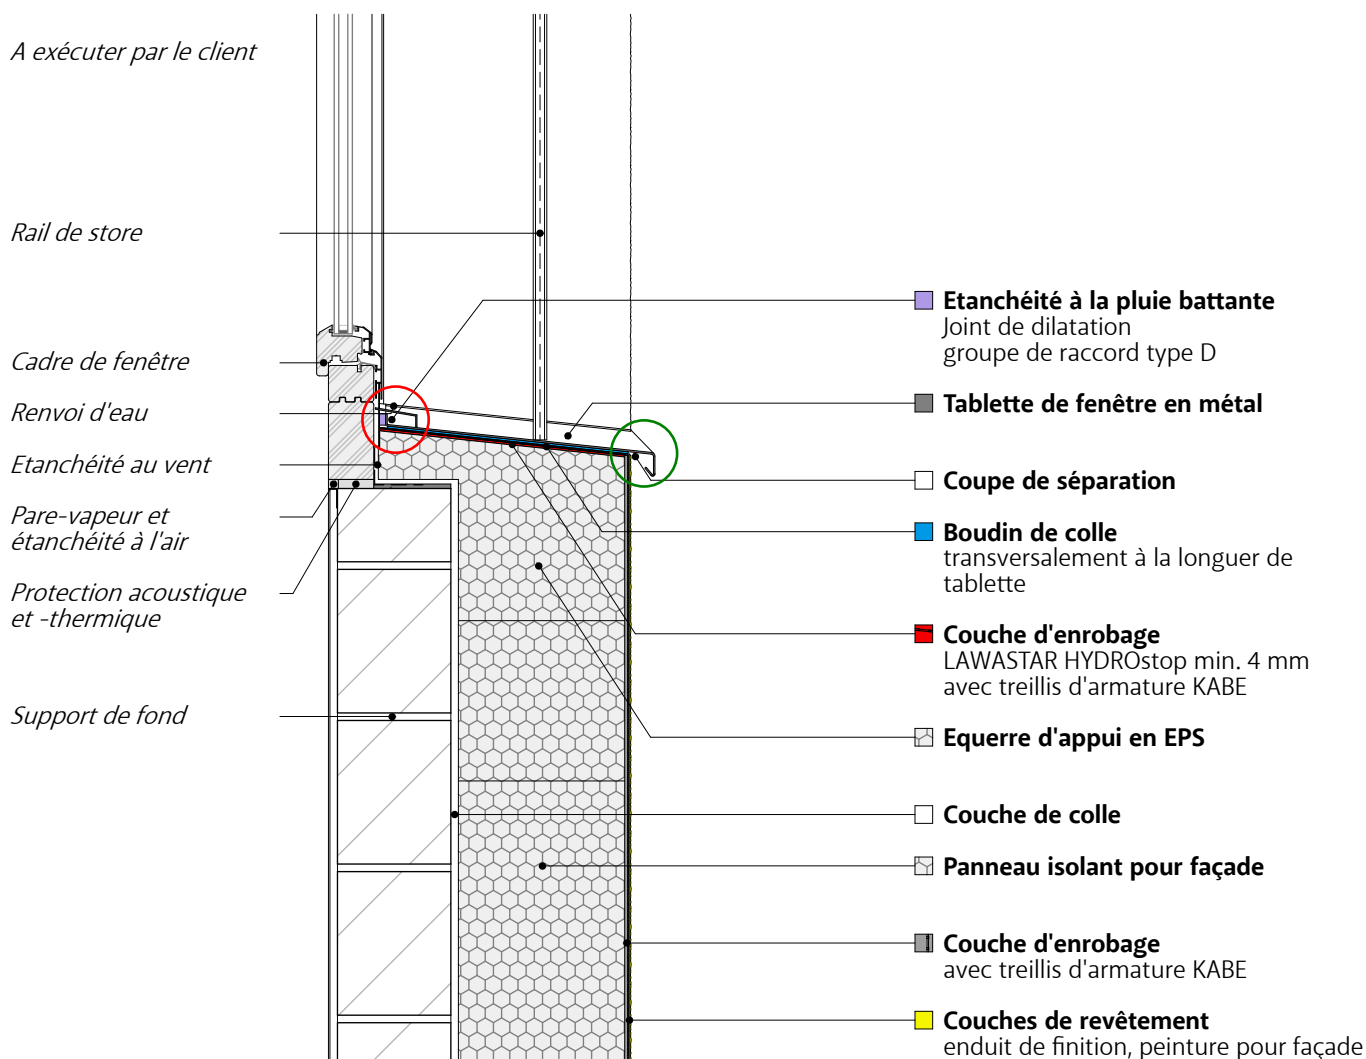 A exécuter par le client
Rail de store
Cadre de fenêtre
Renvoi d'eau
Etanchéité au vent
Pare-vapeur et
étanchéité à l'air
Protection acoustique
et -thermique
Support de fond
Etanchéité à la pluie battante
Joint de dilatation
groupe de raccord type D
Tablette de fenêtre en métal
Coupe de séparation
Boudin de colle
transversalement à la longuer de
tablette
Couche d'enrobage
LAWASTAR HYDROstop min. 4 mm
avec treillis d'armature KABE
Equerre d'appui en EPS
Couche de colle
Panneau isolant pour façade
Couche d'enrobage
avec treillis d'armature KABE
Couches de revêtement
enduit de finition, peinture pour façade